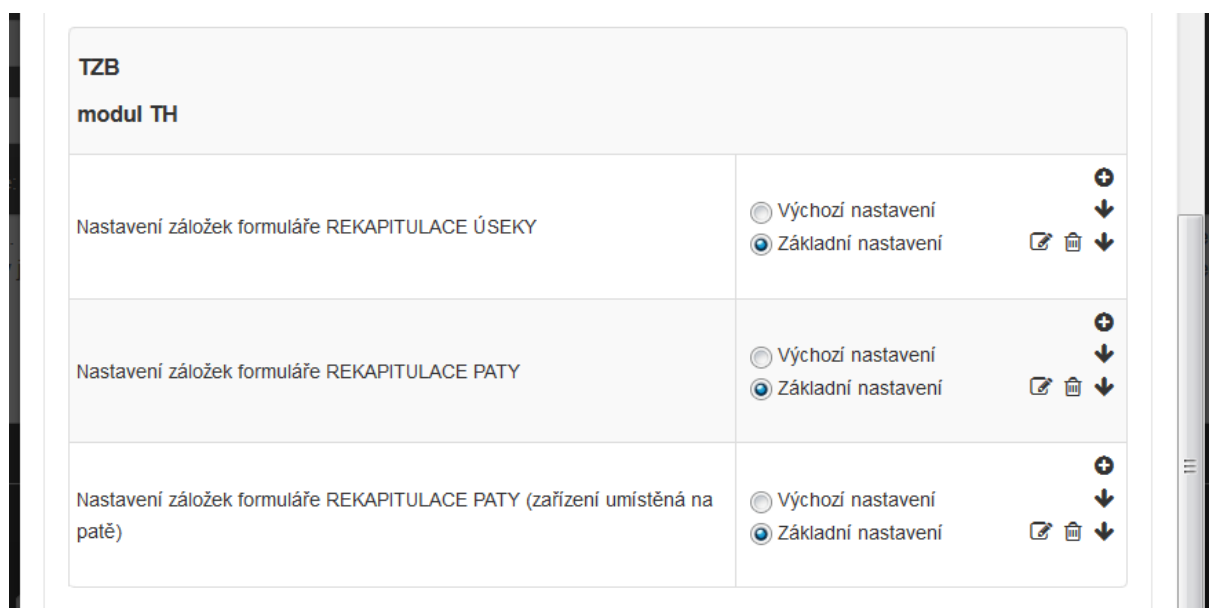 TZB
modul TH
Nastavení záložek formuláře REKAPITULACE ÚSEKY
Výchozí nastavení
Základní nastavení
Nastavení záložek formuláře REKAPITULACE PATY
Výchozí nastavení
Základní nastavení
Nastavení záložek formuláře REKAPITULACE PATY (zařízení umístěná na
patě)
Výchozí nastavení
Základní nastavení